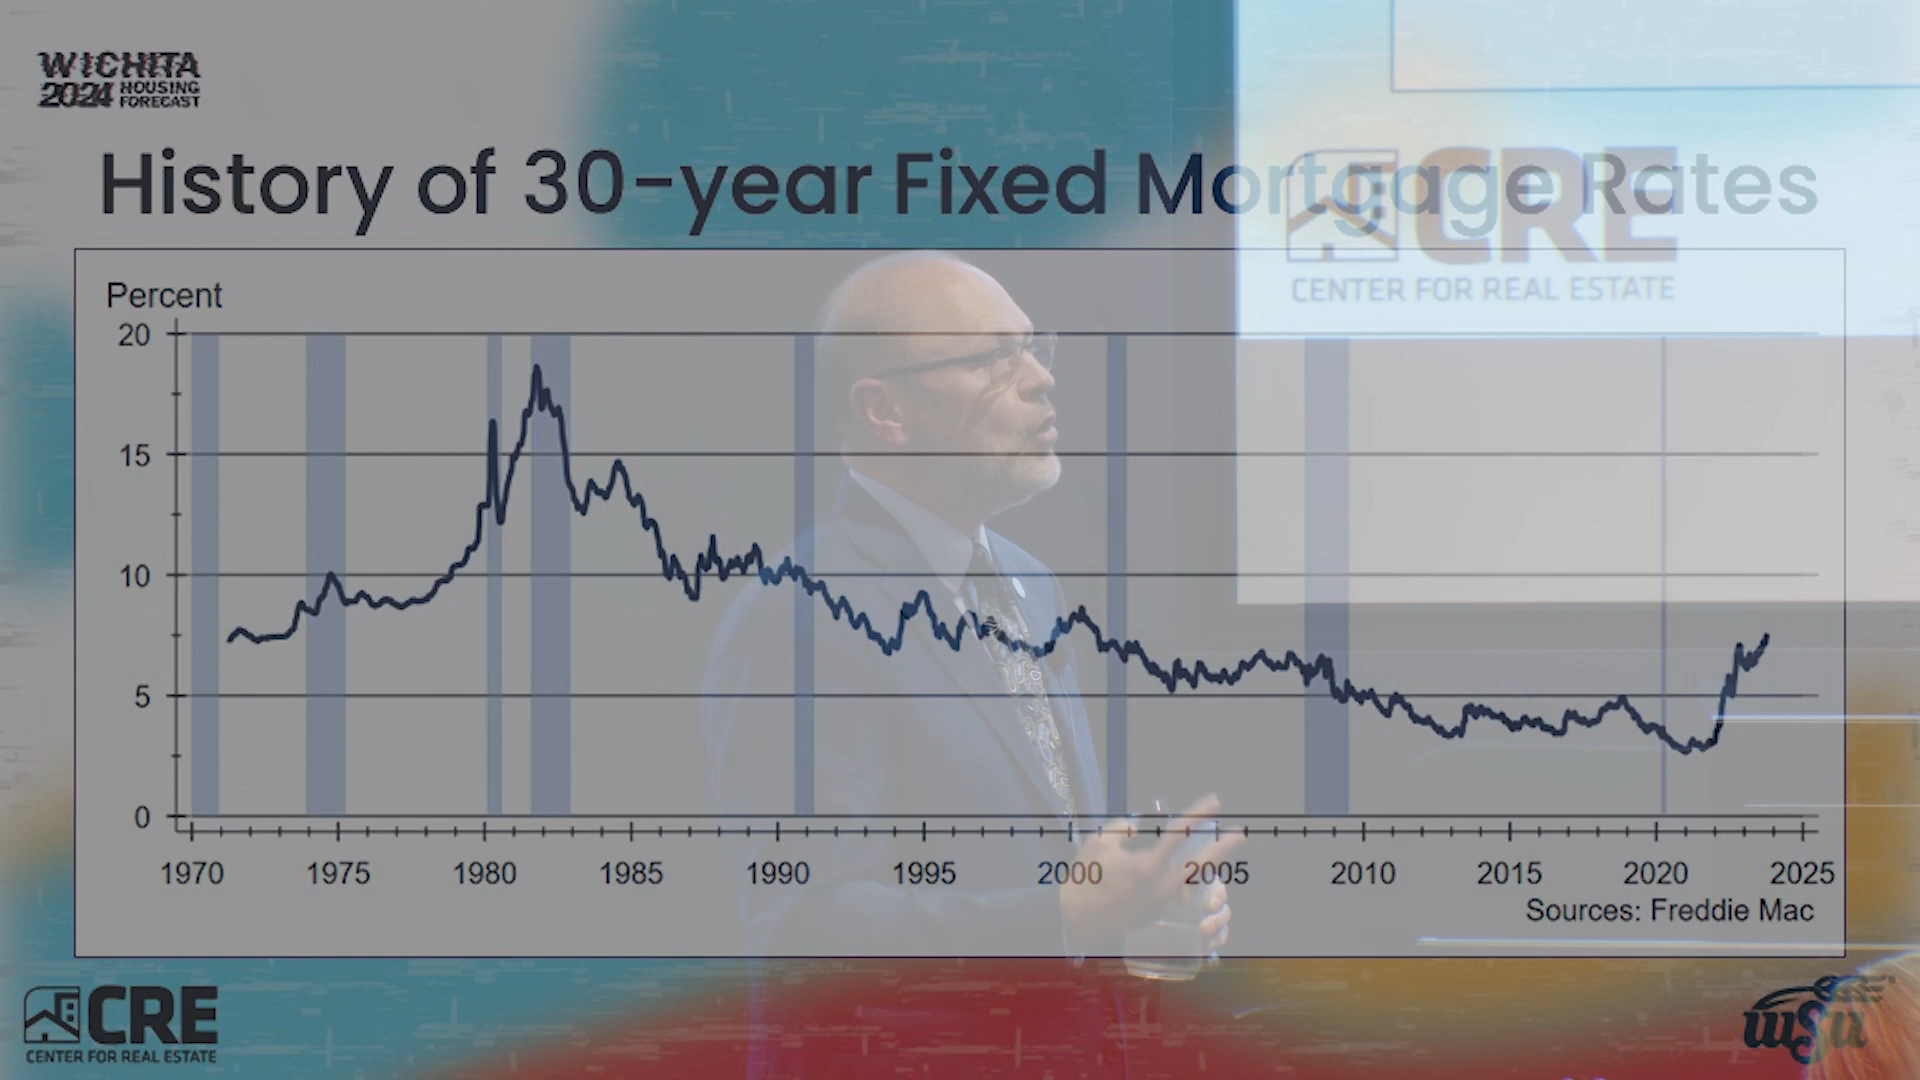 WICHITA
2024 HOUSING
FORECAST
History of 30-year Fixed Mortgage Rates
CRE
CENTER FOR REAL ESTATE
Percent
20
15
10
5
0
1970 1975 1980 1985 1990 1995 2000 2005 2010 2015 2020 2025
Sources: Freddie Mac
CRE
CENTER FOR REAL ESTATE
wsu